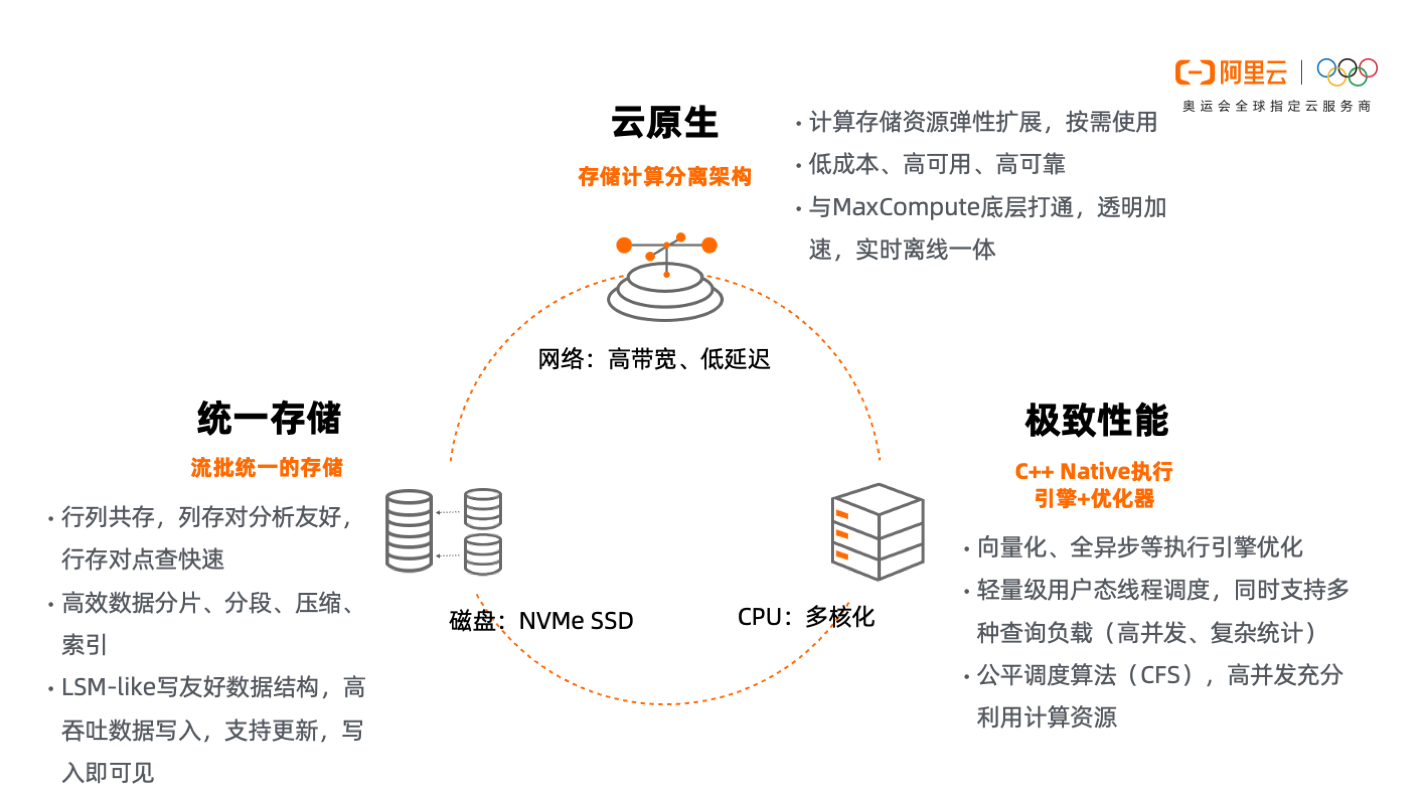 阿里云
奥运会全球指定云服务商
云原生
存储计算分离架构
· 计算存储资源弹性扩展，按需使用
· 低成本、高可用、高可靠
· 与MaxCompute底层打通，透明加
速，实时离线一体
网络：高带宽、低延迟
统一存储
流批统一的存储
· 行列共存，列存对分析友好，
行存对点查快速
· 高效数据分片、分段、压缩、
索引
· LSM-like写友好数据结构，高
吞吐数据写入，支持更新，写
入即可见
磁盘：NVMe SSD
极致性能
C++ Native执行
引擎+优化器
· 向量化、全异步等执行引擎优化
· 轻量级用户态线程调度，同时支持多
种查询负载（高并发、复杂统计）
· 公平调度算法（CFS），高并发充分
利用计算资源
CPU：多核化